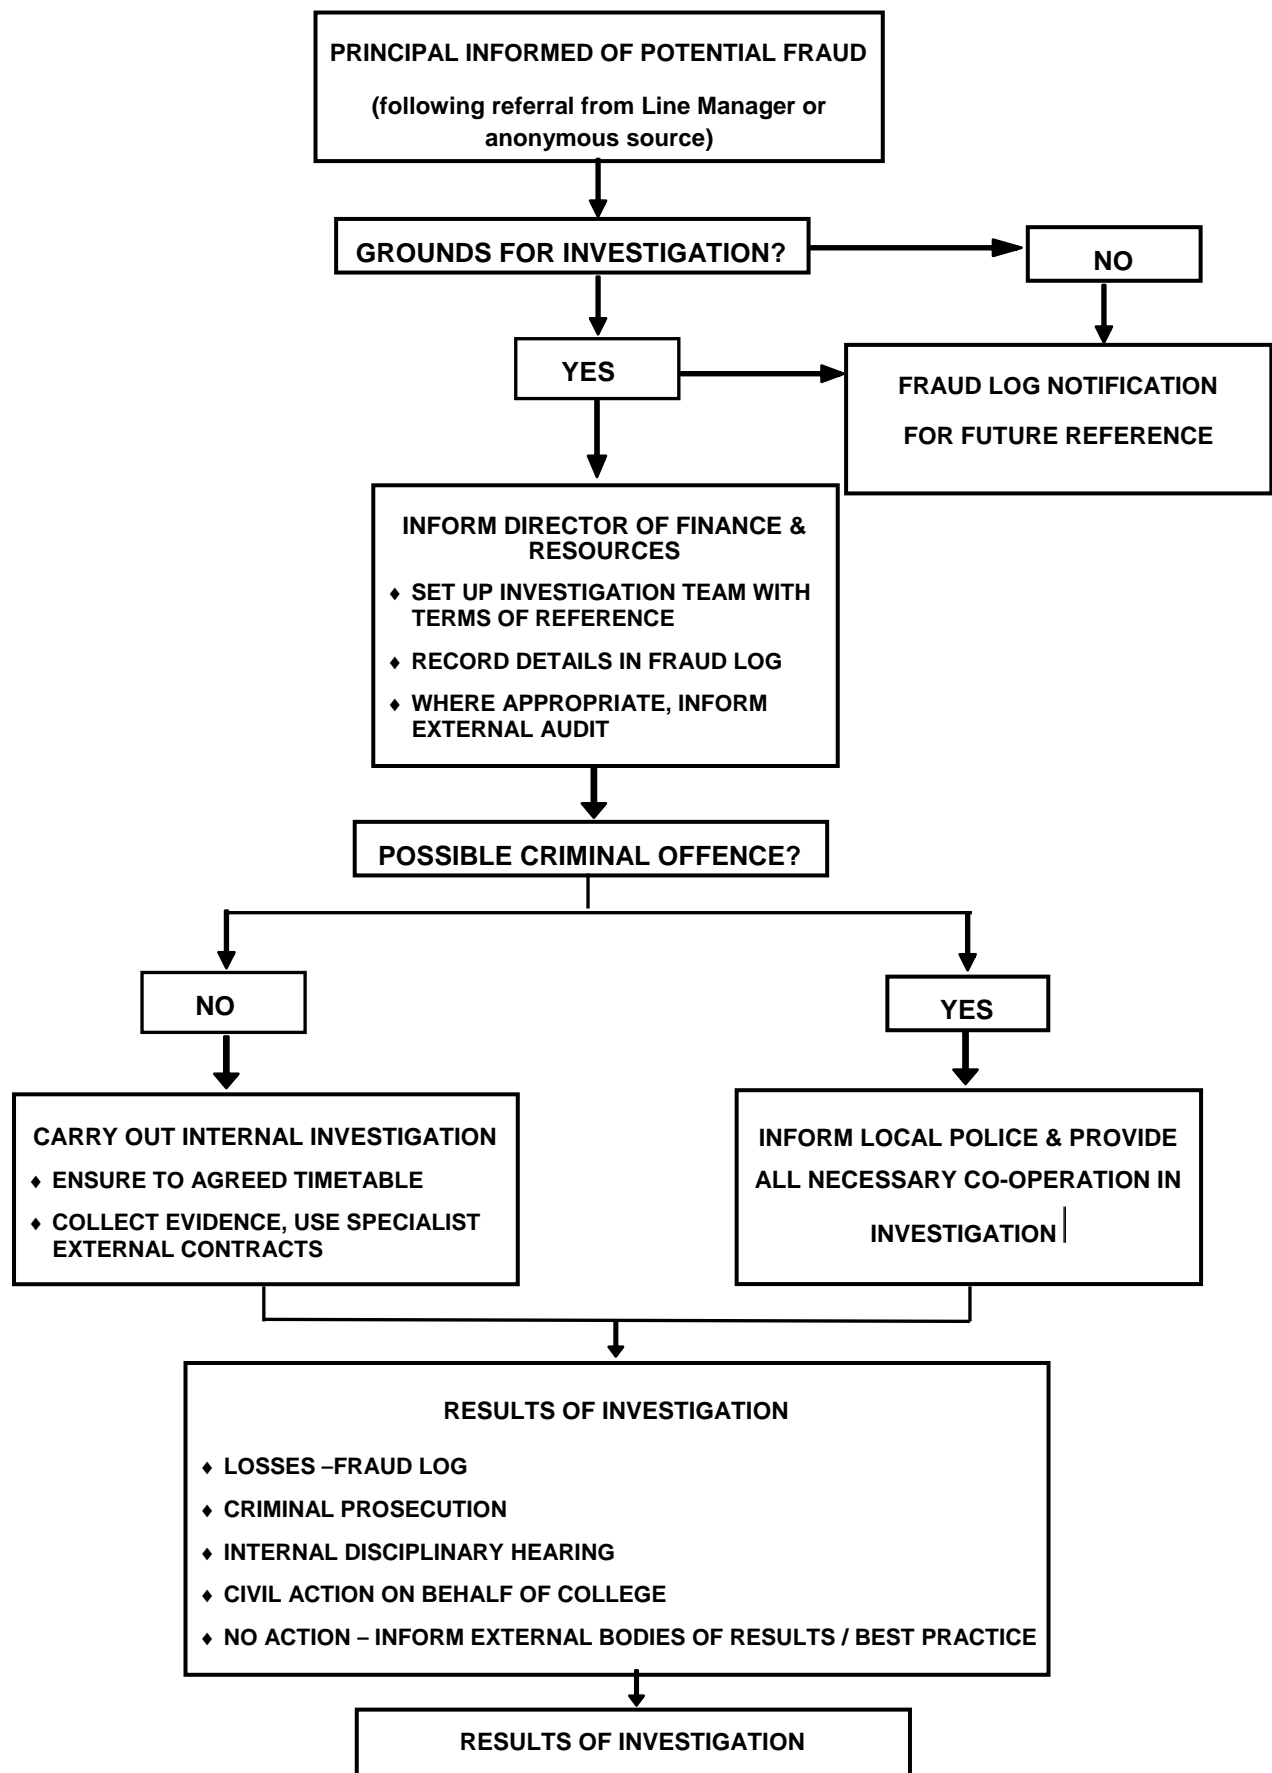 PRINCIPAL INFORMED OF POTENTIAL FRAUD
(following referral from Line Manager or
anonymous source)
GROUNDS FOR INVESTIGATION?
NO
YES
FRAUD LOG NOTIFICATION
FOR FUTURE REFERENCE
INFORM DIRECTOR OF FINANCE &
RESOURCES
♦ SET UP INVESTIGATION TEAM WITH
TERMS OF REFERENCE
♦ RECORD DETAILS IN FRAUD LOG
♦ WHERE APPROPRIATE, INFORM
EXTERNAL AUDIT
POSSIBLE CRIMINAL OFFENCE?
NO
YES
CARRY OUT INTERNAL INVESTIGATION
♦ ENSURE TO AGREED TIMETABLE
♦ COLLECT EVIDENCE, USE SPECIALIST
EXTERNAL CONTRACTS
INFORM LOCAL POLICE & PROVIDE
ALL NECESSARY CO-OPERATION IN
INVESTIGATION
RESULTS OF INVESTIGATION
♦ LOSSES –FRAUD LOG
♦ CRIMINAL PROSECUTION
♦ INTERNAL DISCIPLINARY HEARING
♦ CIVIL ACTION ON BEHALF OF COLLEGE
♦ NO ACTION – INFORM EXTERNAL BODIES OF RESULTS / BEST PRACTICE
RESULTS OF INVESTIGATION